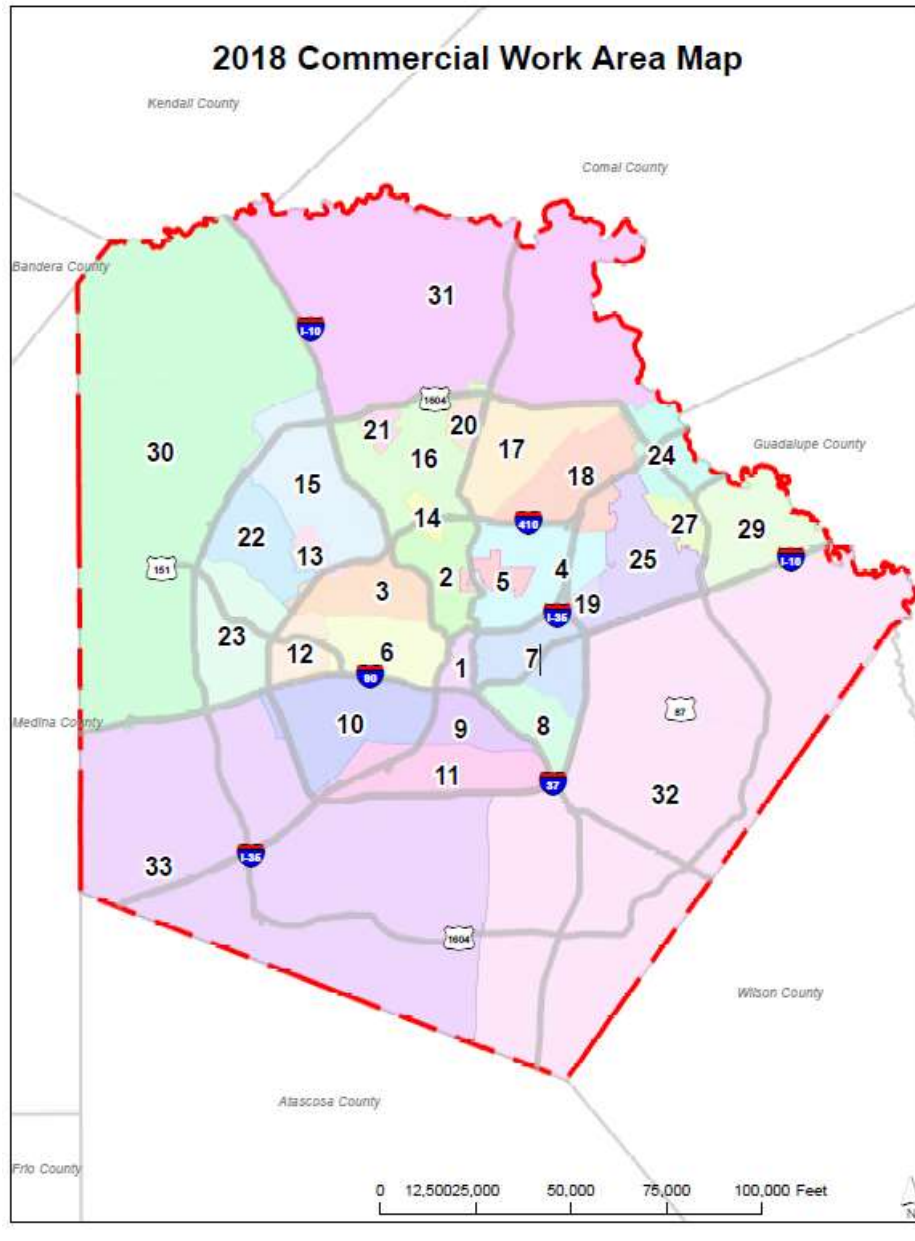 2018 Commercial Work Area Map
Kendall County
Comal County
Bandera County
31
I-10
1604
21
20
17
24
Guadalupe County
30
16
18
15
14
410
27
29
22
13
25
I-10
151
3
2
5
4
19
I-35
23
12
6
1
7
90
87
Medina County
10
9
8
11
37
32
33
I-35
1604
Wilson County
Atascosa County
Frio County
0 12,50025,000 50,000 75,000 100,000 Feet
N